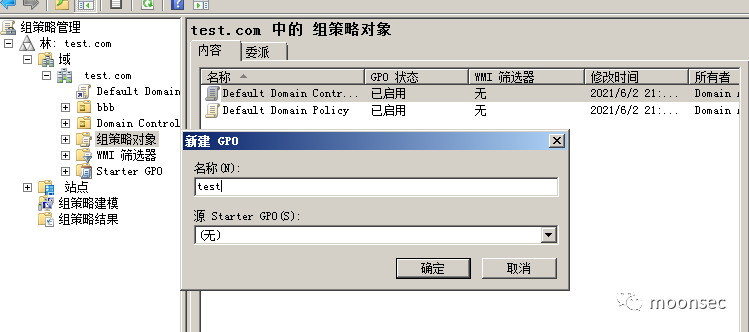 组策略管理
林: test.com
域
test.com
Default Domain
bbb
Domain Control
组策略对象
WMI 筛选器
Starter GPO
站点
组策略建模
组策略结果
test.com 中的 组策略对象
内容 委派
名称 GPO 状态 WMI 筛选器 修改时间 所有者
Default Domain Contr... 已启用 无 2021/6/2 21:... Domain
Default Domain Policy 已启用 无 2021/6/2 21:... Domain
新建 GPO
名称(N):
test
源 Starter GPO(S):
(无)
确定 取消
moonsec